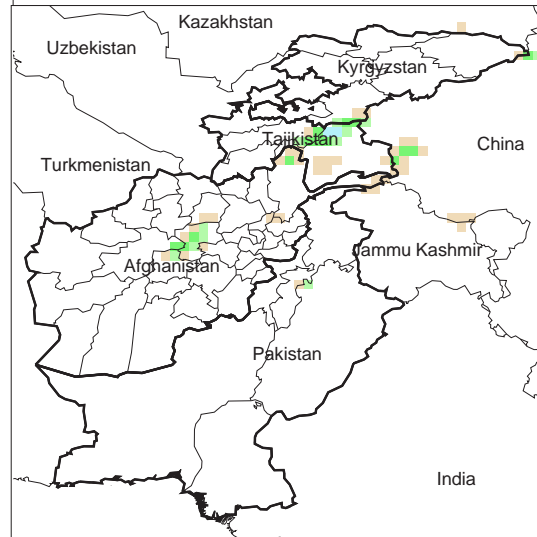 Kazakhstan
Uzbekistan
Kyrgyzstan
Tajikistan
China
Turkmenistan
Jammu Kashmir
Afghanistan
Pakistan
India